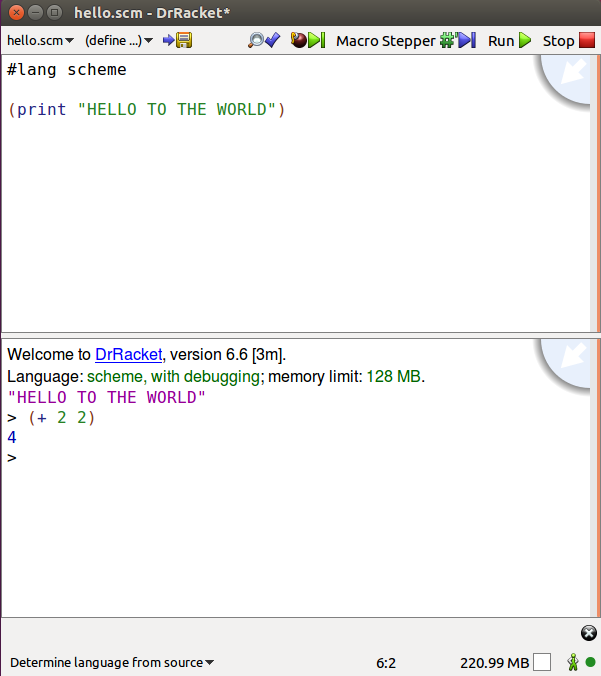 hello.scm - DrRacket*
hello.scm (define ...) Macro Stepper Run Stop
#lang scheme
(print "HELLO TO THE WORLD")
Welcome to DrRacket, version 6.6 [3m].
Language: scheme, with debugging; memory limit: 128 MB.
"HELLO TO THE WORLD"
> (+ 2 2)
4
>
Determine language from source 6:2 220.99 MB